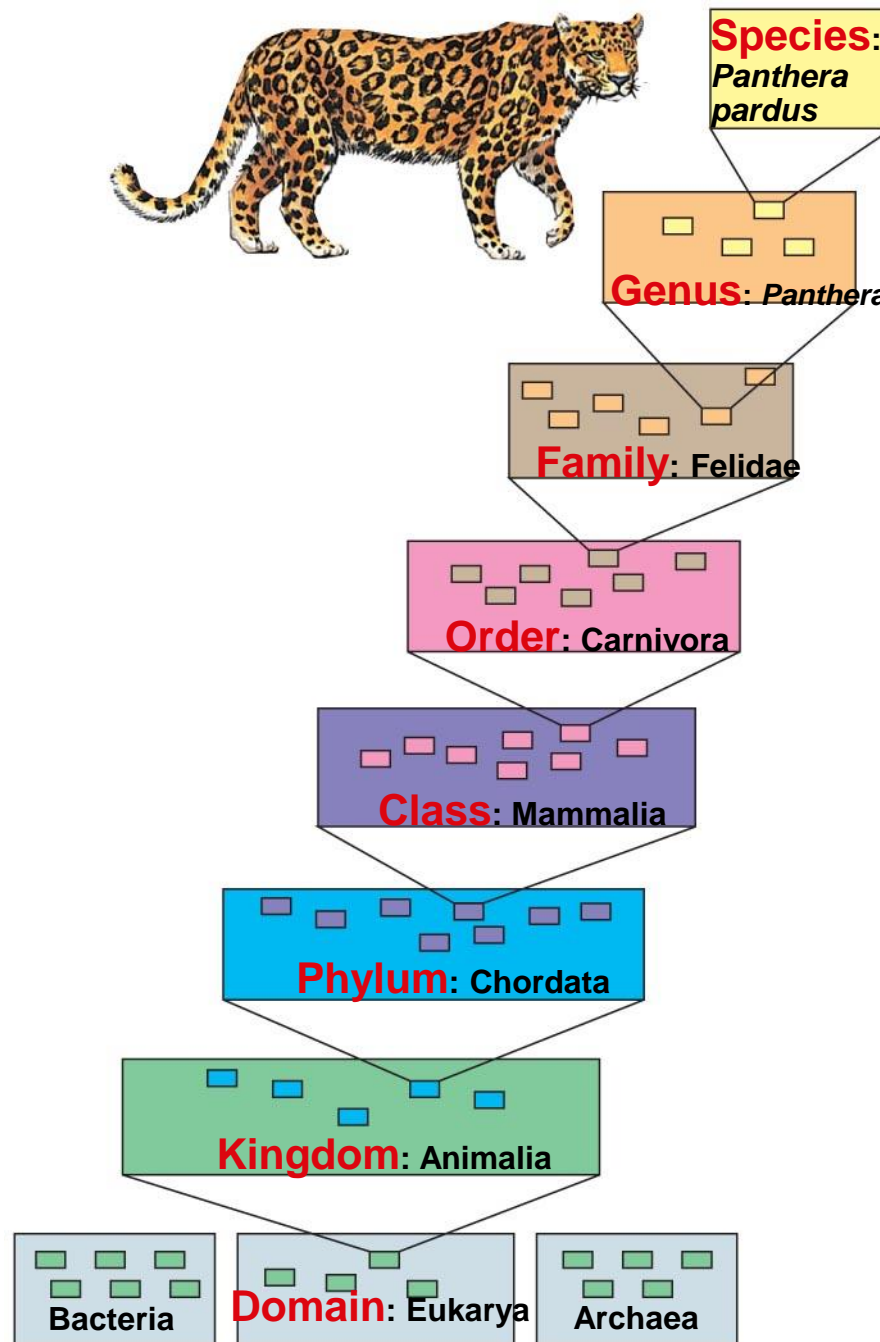 Species:
Panthera
pardus
Genus: Panthera
Family: Felidae
Order: Carnivora
Class: Mammalia
Phylum: Chordata
Kingdom: Animalia
Bacteria
Domain: Eukarya
Archaea